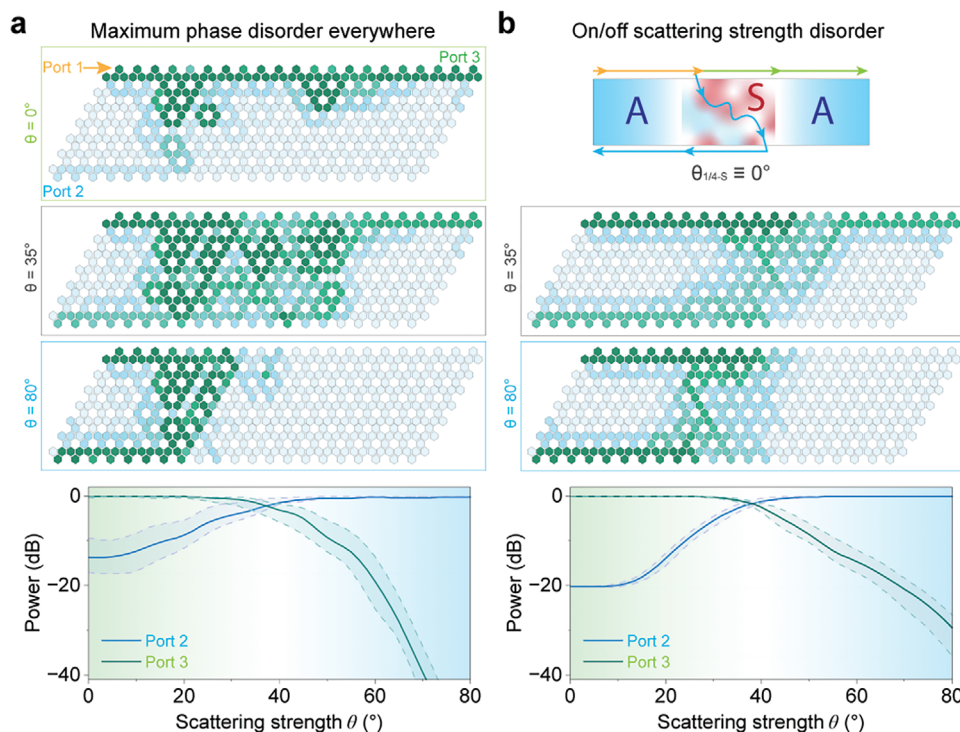 a
Maximum phase disorder everywhere
Port 1
Port 3
θ = 0°
Port 2
θ = 35°
θ = 80°
0
−20
−40
Power (dB)
Port 2
Port 3
0 20 40 60 80
Scattering strength θ (°)
b
On/off scattering strength disorder
A S A
θ1/4-S ≡ 0°
θ = 35°
θ = 80°
0
−20
−40
Power (dB)
Port 2
Port 3
0 20 40 60 80
Scattering strength θ (°)